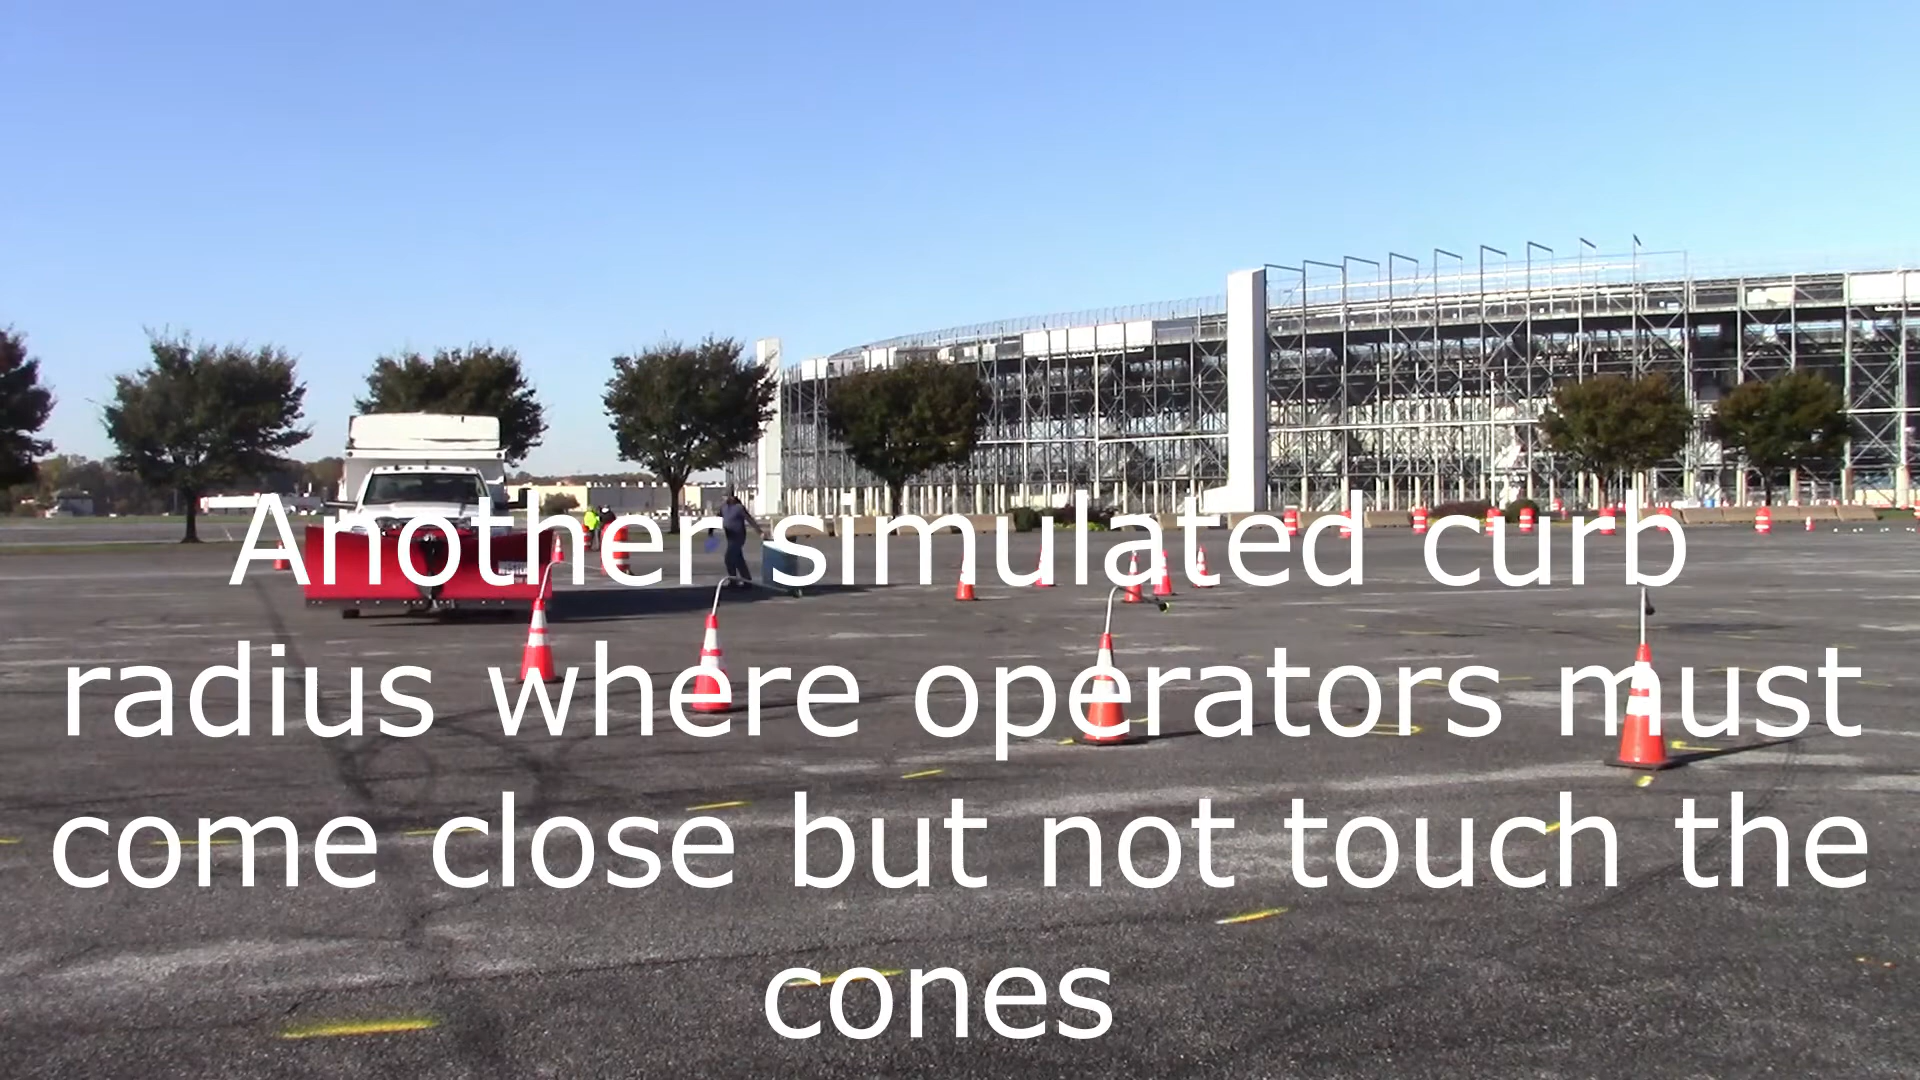 Another simulated curb
radius where operators must
come close but not touch the
cones